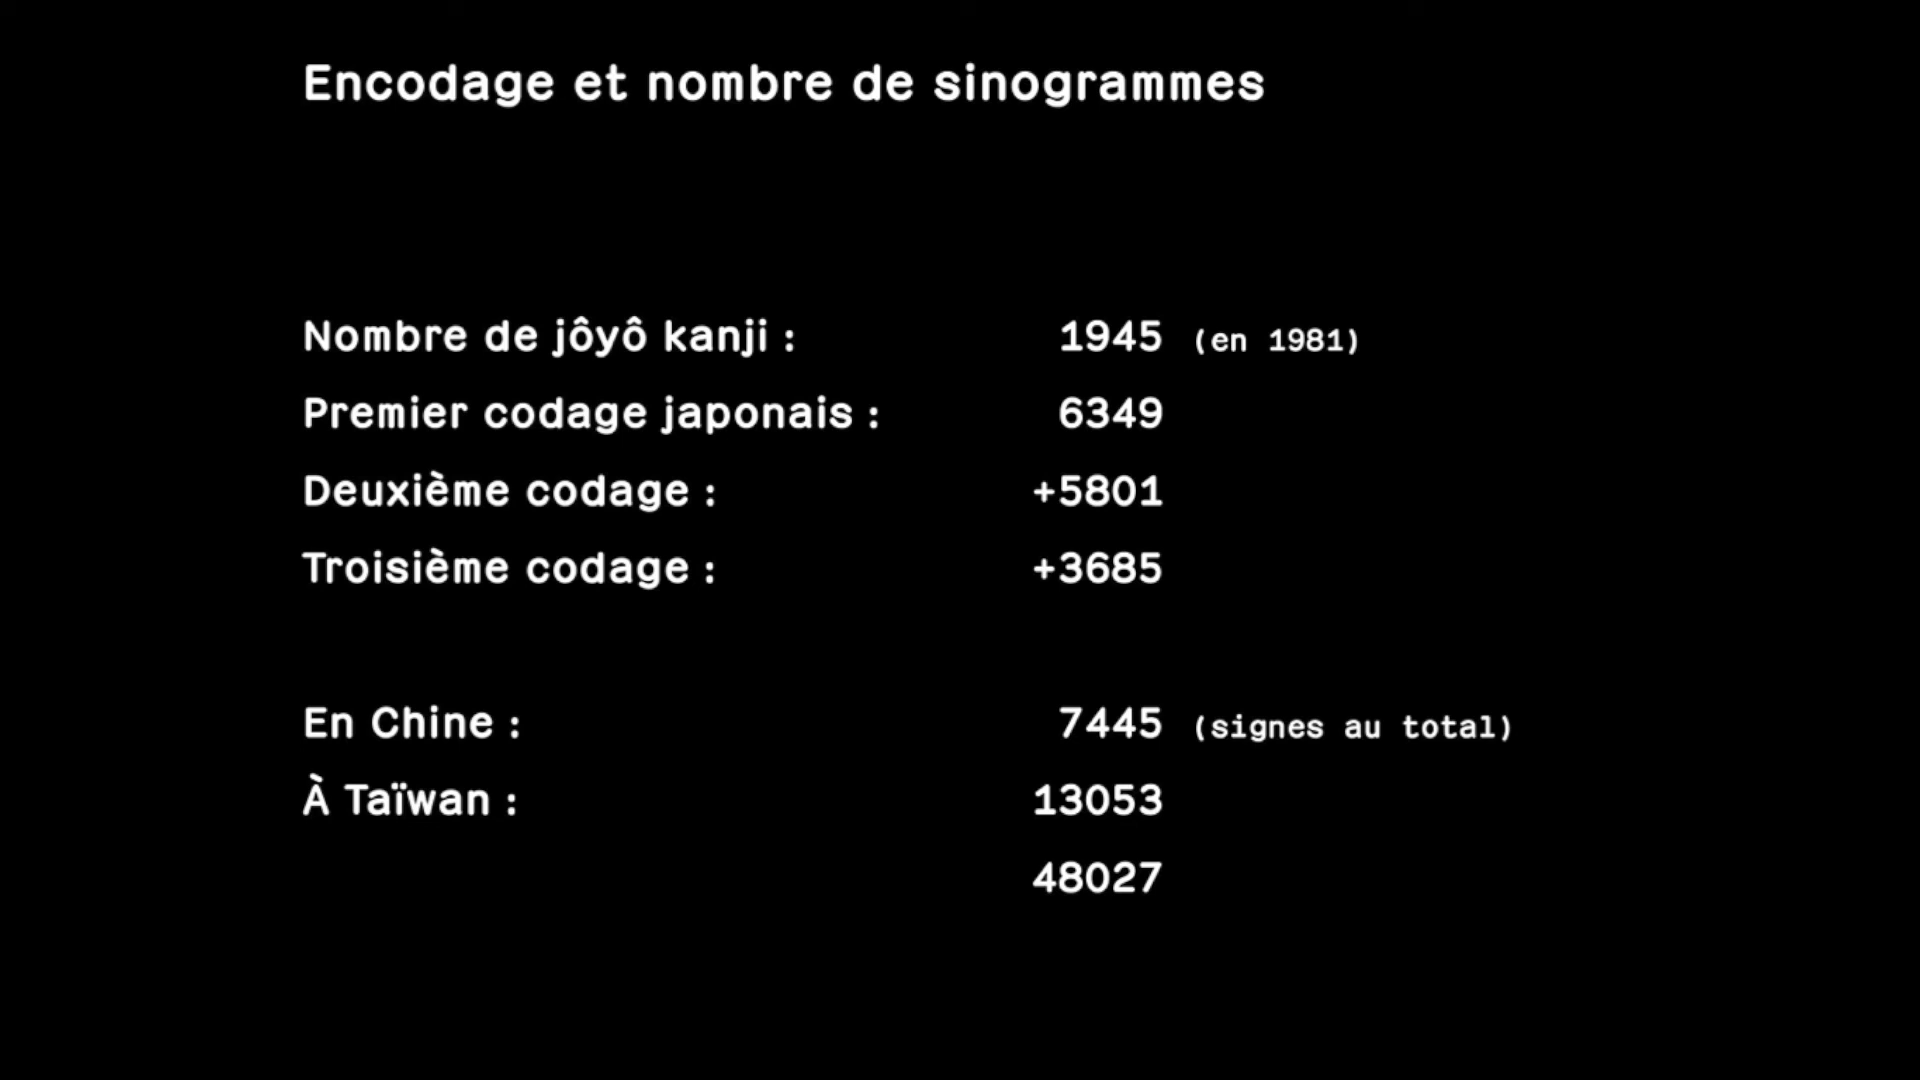 Encodage et nombre de sinogrammes
Nombre de jôyô kanji : 1945 (en 1981)
Premier codage japonais : 6349
Deuxième codage : +5801
Troisième codage : +3685
En Chine : 7445 (signes au total)
À Taïwan : 13053
48027